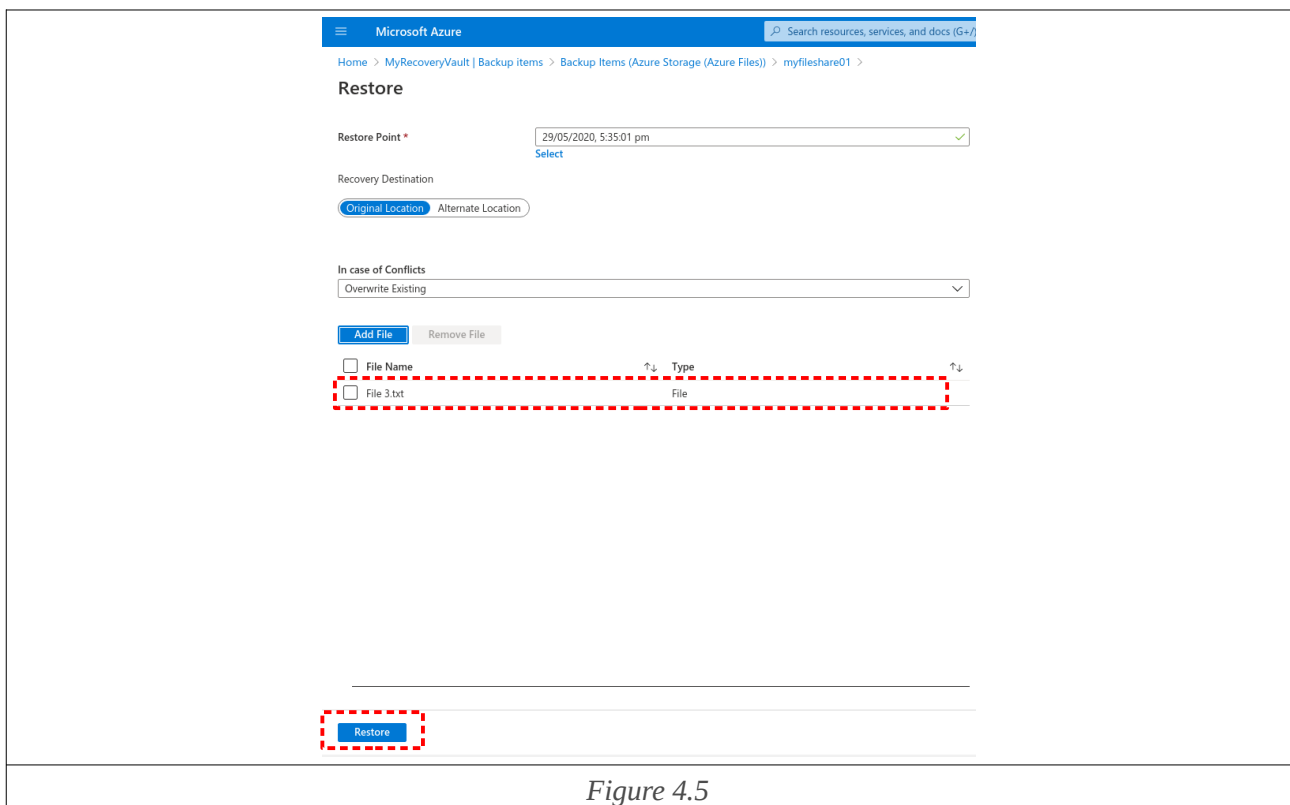 Microsoft Azure Search resources, services, and docs (G+/)
Home > MyRecoveryVault | Backup items > Backup Items (Azure Storage (Azure Files)) > myfileshare01 >
Restore
Restore Point * 29/05/2020, 5:35:01 pm
Select
Recovery Destination
Original Location Alternate Location
In case of Conflicts
Overwrite Existing
Add File Remove File
File Name ↑↓ Type ↑↓
File 3.txt File
Restore
Figure 4.5